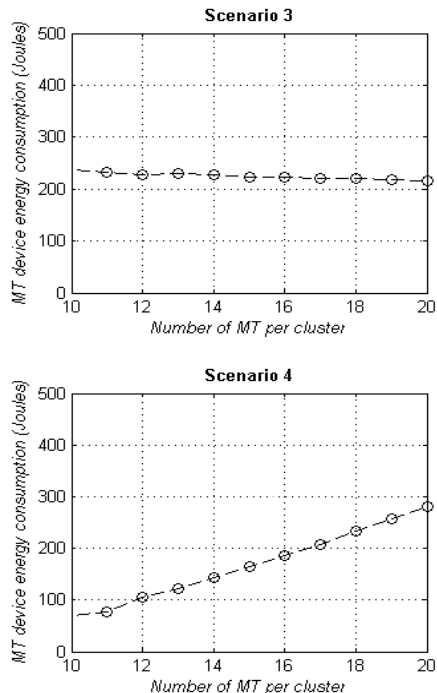 Scenario 3
MT device energy consumption (Joules)
500
400
300
200
100
0
10 12 14 16 18 20
Number of MT per cluster
Scenario 4
MT device energy consumption (Joules)
500
400
300
200
100
0
10 12 14 16 18 20
Number of MT per cluster